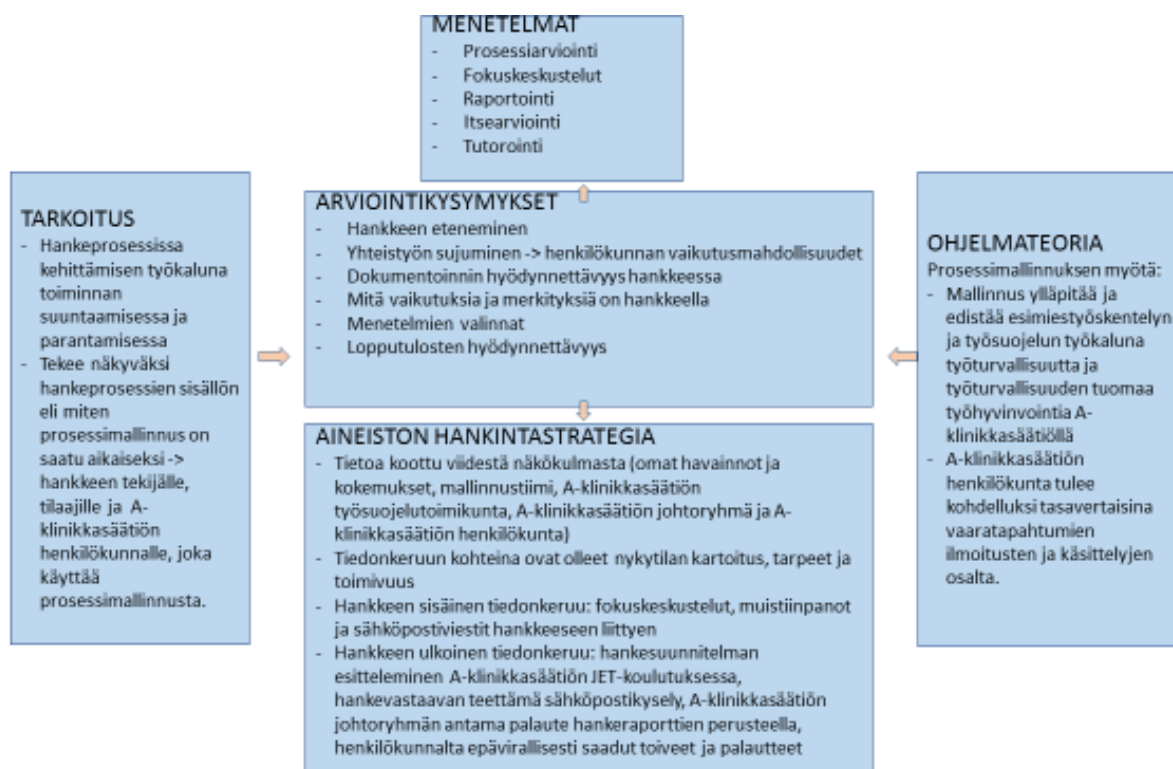 MENETELMÄT
- Prosessiarviointi
- Fokuskeskustelut
- Raportointi
- Itsearviointi
- Tutorointi
TARKOITUS
- Hankeprosessissa
kehittämisen työkaluna
toiminnan
suuntaamisessa ja
parantamisessa
- Tekee näkyväksi
hankeprosessien sisällön
eli miten
prosessimallinnus on
saatu aikaiseksi ->
hankkeen tekijälle,
tilaajille ja A-
klinikkasäätiön
henkilökunnalle, joka
käyttää
prosessimallinnusta.
ARVIOINTIKYSYMYKSET
- Hankkeen eteneminen
- Yhteistyön sujuminen -> henkilökunnan vaikutusmahdollisuudet
- Dokumentoinnin hyödynnettävyys hankkeessa
- Mitä vaikutuksia ja merkityksiä on hankkeella
- Menetelmien valinnat
- Lopputulosten hyödynnettävyys
AINEISTON HANKINTASTRATEGIA
- Tietoa koottu viidestä näkökulmasta (omat havainnot ja
kokemukset, mallinnustiimi, A-klinikkasäätiön
työsuojelutoimikunta, A-klinikkasäätiön johtoryhmä ja A-
klinikkasäätiön henkilökunta)
- Tiedonkeruun kohteina ovat olleet nykytilan kartoitus, tarpeet ja
toimivuus
- Hankkeen sisäinen tiedonkeruu: fokuskeskustelut, muistiinpanot
ja sähköpostiviestit hankkeeseen liittyen
- Hankkeen ulkoinen tiedonkeruu: hankesuunnitelman
esitteleminen A-klinikkasäätiön JET-koulutuksessa,
hankevastaavan teettämä sähköpostikysely, A-klinikkasäätiön
johtoryhmän antama palaute hankeraporttien perusteella,
henkilökunnalta epävirallisesti saadut toiveet ja palautteet
OHJELMATEORIA
Prosessimallinnuksen myötä:
- Mallinnus ylläpitää ja
edistää esimiestyöskentelyn
ja työsuojelun työkaluna
työturvallisuutta ja
työturvallisuuden tuomaa
työhyvinvointia A-
klinikkasäätiöllä
- A-klinikkasäätiön
henkilökunta tulee
kohdelluksi tasavertaisina
vaaratapahtumien
ilmoitusten ja käsittelyjen
osalta.